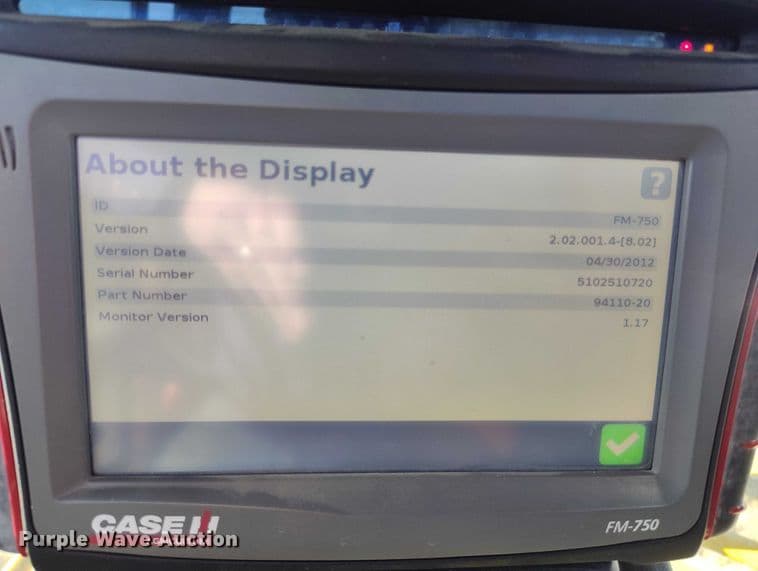 About the Display
?
ID FM-750
Version 2.02.001.4-[8.02]
Version Date 04/30/2012
Serial Number 5102510720
Part Number 94110-20
Monitor Version 1.17
CASE IH
FM-750
Purple Wave Auction